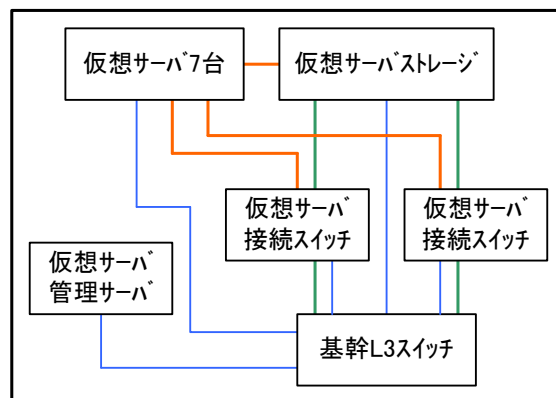 仮想サーバ7台
仮想サーバストレージ
仮想サーバ
接続スイッチ
仮想サーバ
接続スイッチ
仮想サーバ
管理サーバ
基幹L3スイッチ